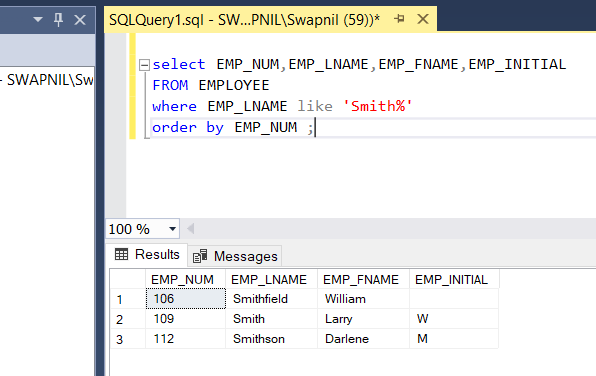 SQLQuery1.sql - SW...PNIL\Swapnil (59))*
- SWAPNIL\Sw
select EMP_NUM,EMP_LNAME,EMP_FNAME,EMP_INITIAL
FROM EMPLOYEE
where EMP_LNAME like 'Smith%'
order by EMP_NUM ;
100 %
Results Messages
EMP_NUM EMP_LNAME EMP_FNAME EMP_INITIAL
1 106 Smithfield William
2 109 Smith Larry W
3 112 Smithson Darlene M